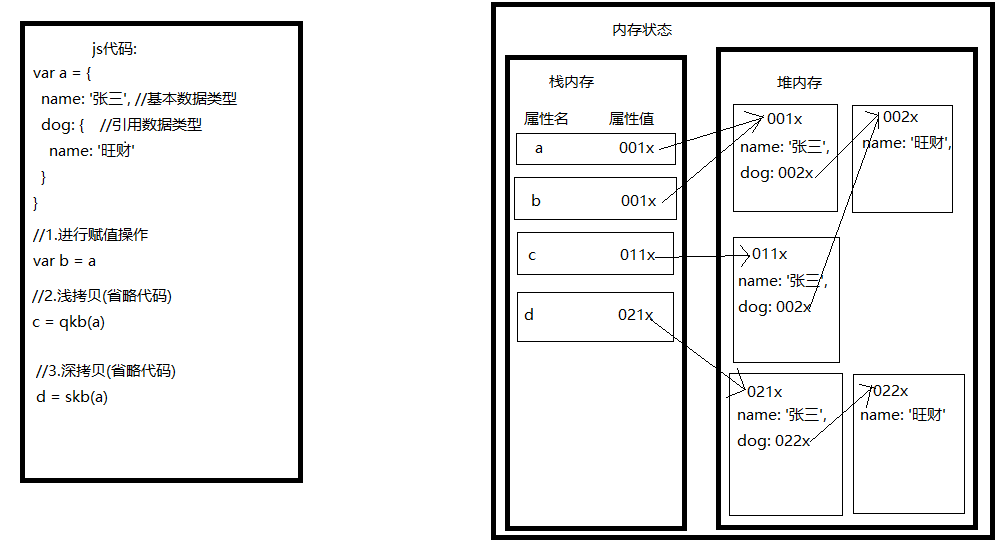 js代码:
var a = {
name: '张三', //基本数据类型
dog: { //引用数据类型
name: '旺财'
}
}
//1.进行赋值操作
var b = a
//2.浅拷贝(省略代码)
c = qkb(a)
//3.深拷贝(省略代码)
d = skb(a)
内存状态
栈内存
属性名 属性值
a 001x
b 001x
c 011x
d 021x
堆内存
001x
name: '张三',
dog: 002x
002x
name: '旺财',
011x
name: '张三',
dog: 002x
021x
name: '张三',
dog: 022x
022x
name: '旺财'